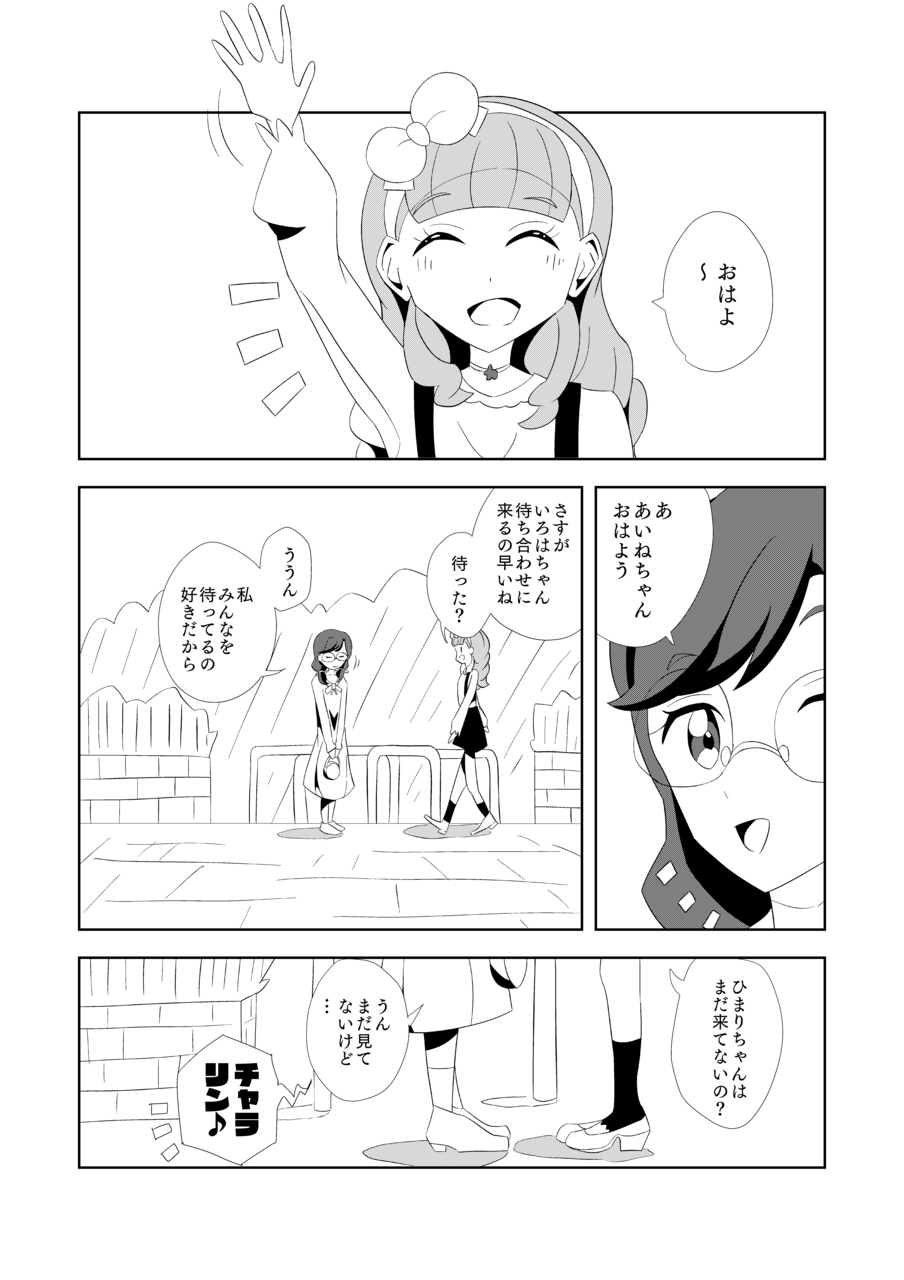 おはよ
～
あ
あいねちゃん
おはよう
さすが
いろはちゃん
待ち合わせに
来るの早いね
待った？
ううん
私
みんなを
待ってるの
好きだから
ひまりちゃんは
まだ来てないの？
うん
まだ見て
ないけど
…
チャラ
リン♪